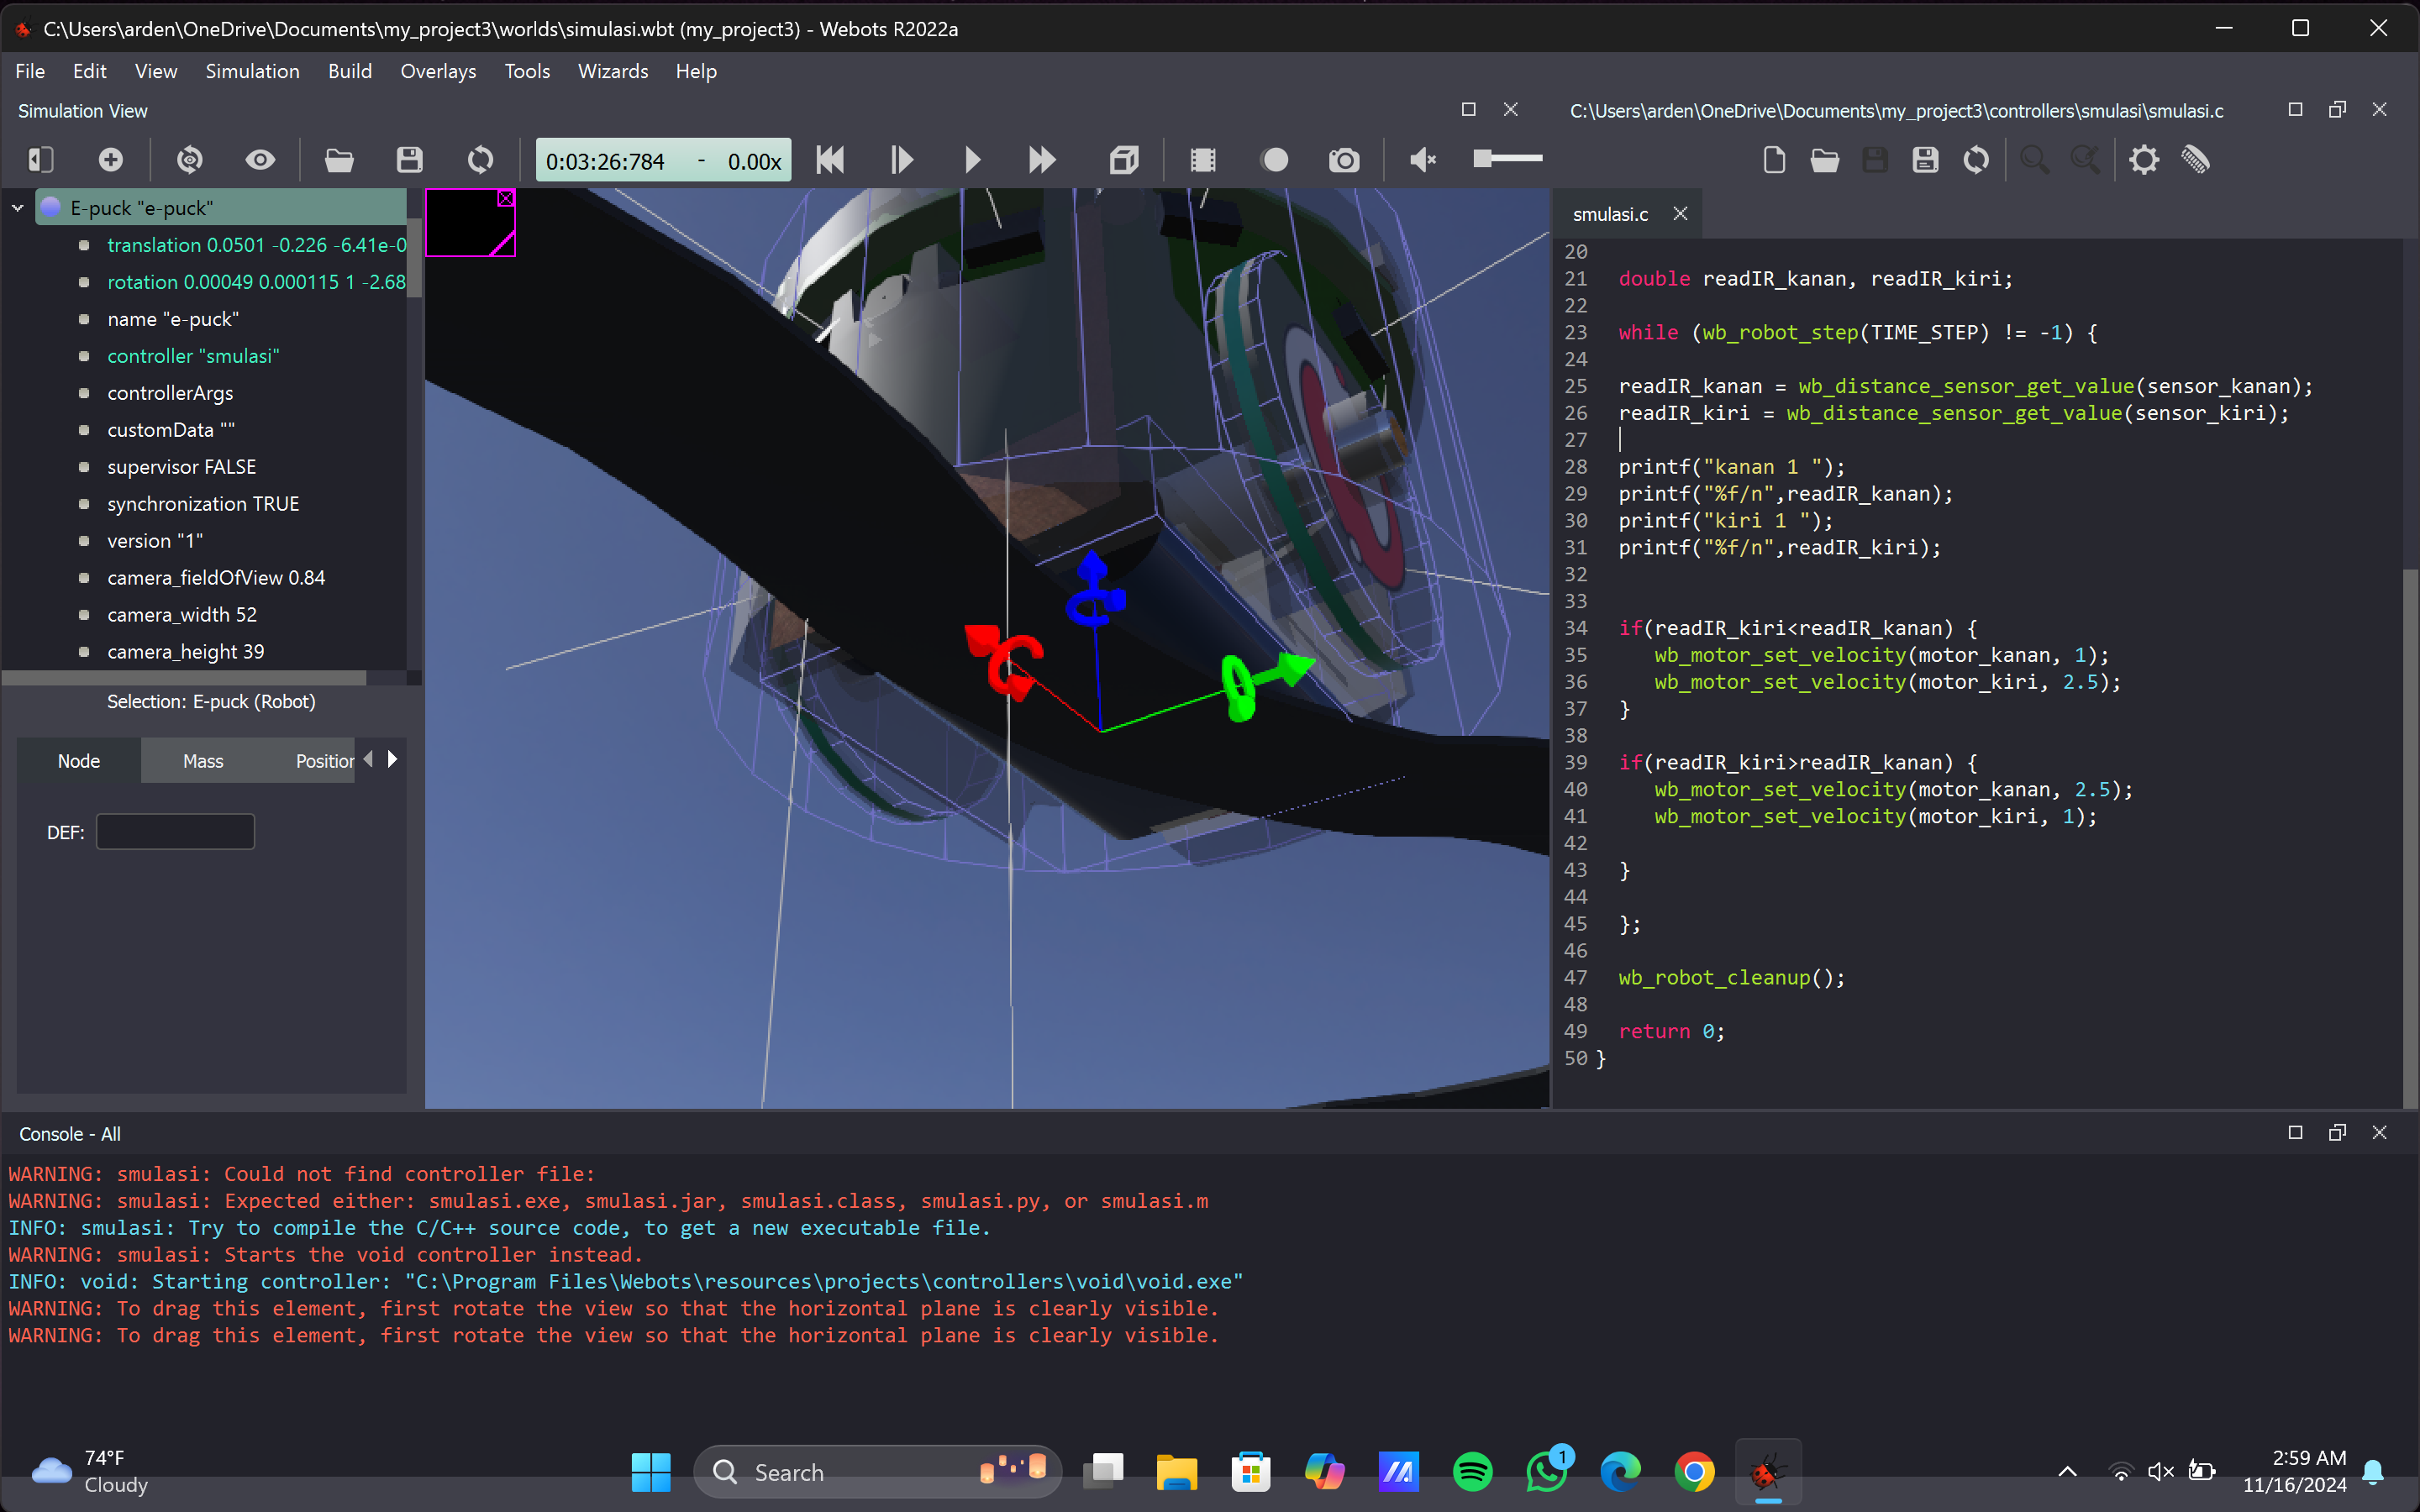 C:\Users\arden\OneDrive\Documents\my_project3\worlds\simulasi.wbt (my_project3) - Webots R2022a
File Edit View Simulation Build Overlays Tools Wizards Help
Simulation View
C:\Users\arden\OneDrive\Documents\my_project3\controllers\smulasi\smulasi.c
0:03:26:784 - 0.00x
E-puck "e-puck"
translation 0.0501 -0.226 -6.41e-0
rotation 0.00049 0.000115 1 -2.68
name "e-puck"
controller "smulasi"
controllerArgs
customData ""
supervisor FALSE
synchronization TRUE
version "1"
camera_fieldOfView 0.84
camera_width 52
camera_height 39
Selection: E-puck (Robot)
Node Mass Position
DEF:
smulasi.c
20
21 double readIR_kanan, readIR_kiri;
22
23 while (wb_robot_step(TIME_STEP) != -1) {
24
25 readIR_kanan = wb_distance_sensor_get_value(sensor_kanan);
26 readIR_kiri = wb_distance_sensor_get_value(sensor_kiri);
27
28 printf("kanan 1 ");
29 printf("%f/n",readIR_kanan);
30 printf("kiri 1 ");
31 printf("%f/n",readIR_kiri);
32
33
34 if(readIR_kiri<readIR_kanan) {
35 wb_motor_set_velocity(motor_kanan, 1);
36 wb_motor_set_velocity(motor_kiri, 2.5);
37 }
38
39 if(readIR_kiri>readIR_kanan) {
40 wb_motor_set_velocity(motor_kanan, 2.5);
41 wb_motor_set_velocity(motor_kiri, 1);
42
43 }
44
45 };
46
47 wb_robot_cleanup();
48
49 return 0;
50 }
Console - All
WARNING: smulasi: Could not find controller file:
WARNING: smulasi: Expected either: smulasi.exe, smulasi.jar, smulasi.class, smulasi.py, or smulasi.m
INFO: smulasi: Try to compile the C/C++ source code, to get a new executable file.
WARNING: smulasi: Starts the void controller instead.
INFO: void: Starting controller: "C:\Program Files\Webots\resources\projects\controllers\void\void.exe"
WARNING: To drag this element, first rotate the view so that the horizontal plane is clearly visible.
WARNING: To drag this element, first rotate the view so that the horizontal plane is clearly visible.
74°F
Cloudy
Search
1
2:59 AM
11/16/2024